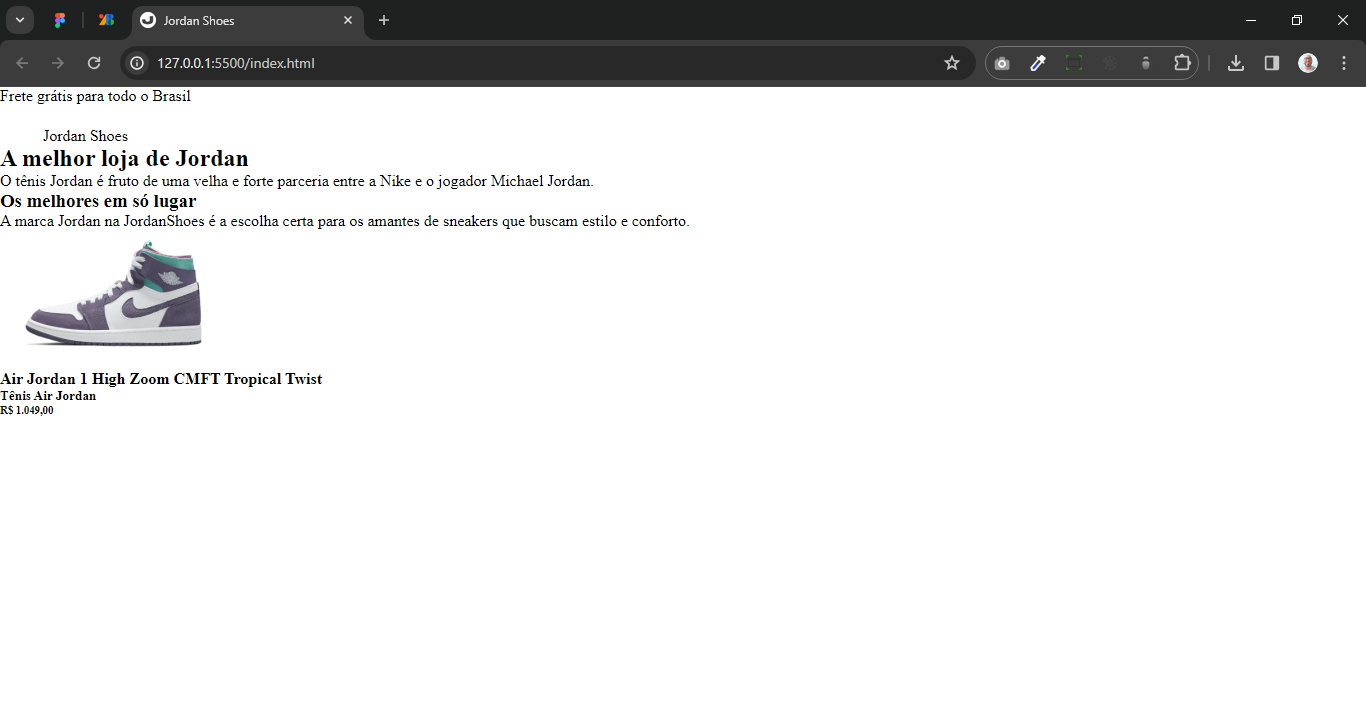 Jordan Shoes
127.0.0.1:5500/index.html
Frete grátis para todo o Brasil
Jordan Shoes
A melhor loja de Jordan
O tênis Jordan é fruto de uma velha e forte parceria entre a Nike e o jogador Michael Jordan.
Os melhores em só lugar
A marca Jordan na JordanShoes é a escolha certa para os amantes de sneakers que buscam estilo e conforto.
Air Jordan 1 High Zoom CMFT Tropical Twist
Tênis Air Jordan
R$ 1.049,00